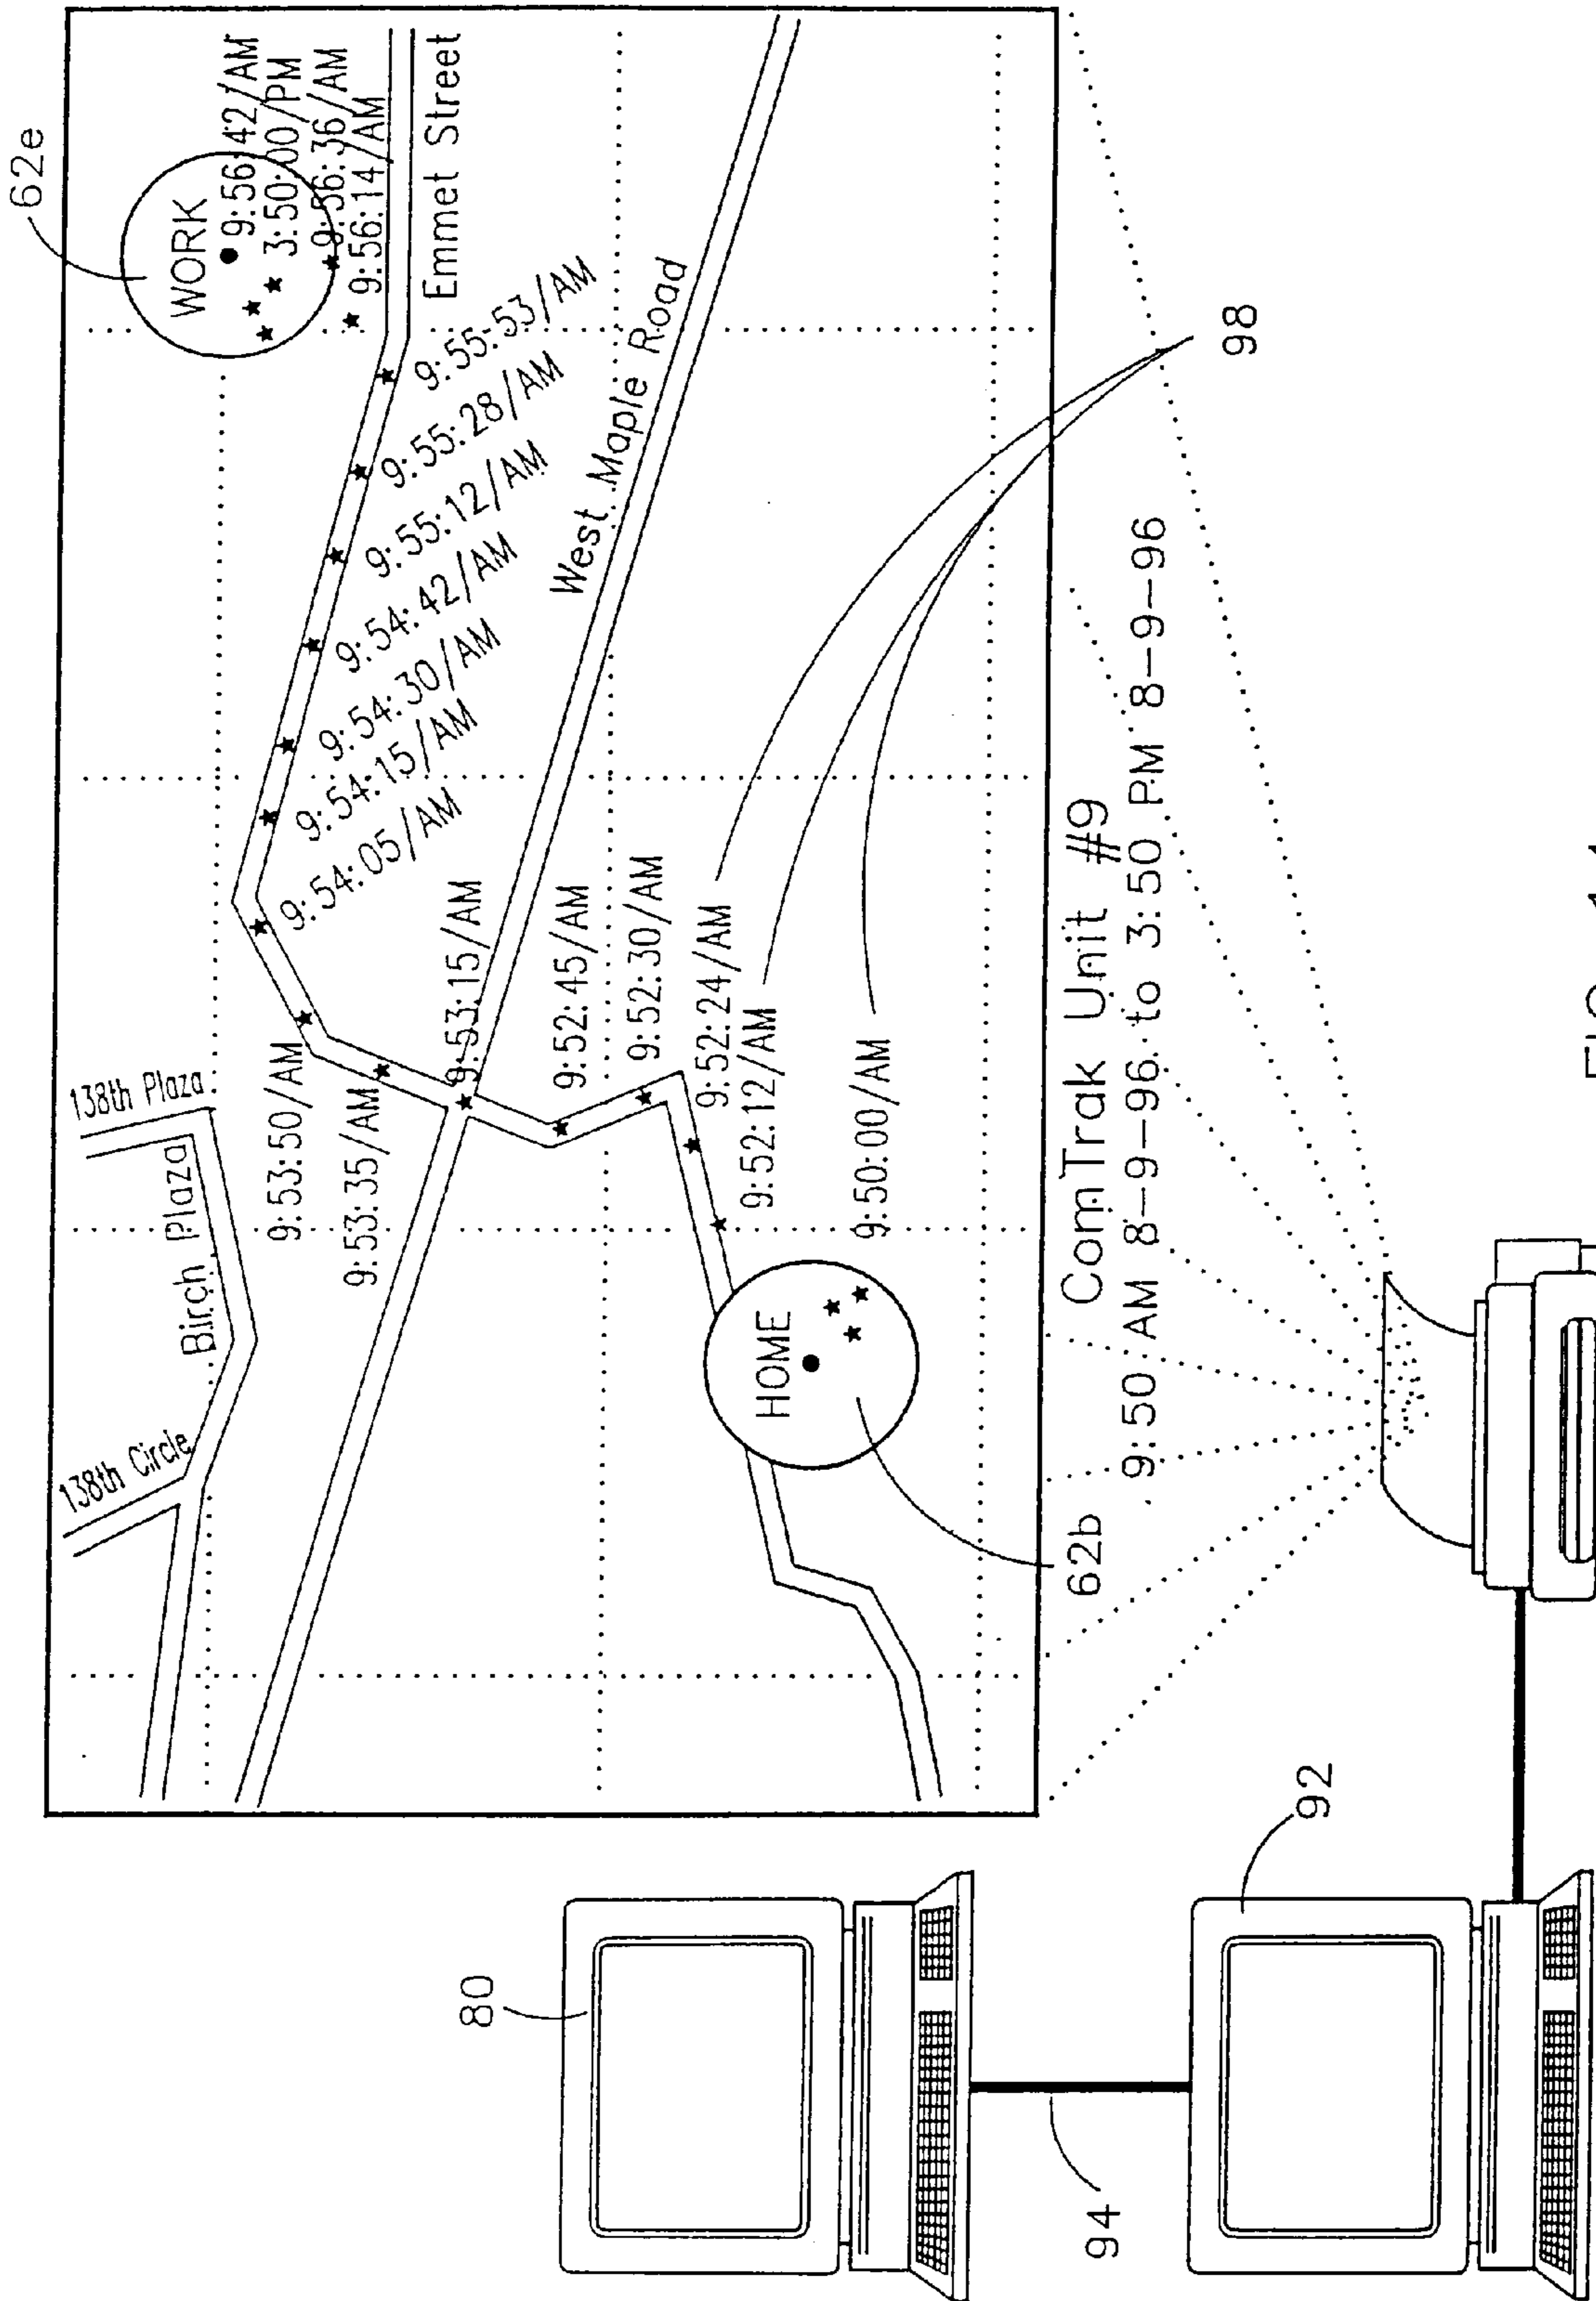 62e
WORK
9:56:42/AM
3:50:00/PM
9:56:36/AM
9:56:14/AM
Emmet Street
138th Plaza
Birch Plaza
138th Circle
9:53:50/AM
9:53:35/AM
9:53:15/AM
9:54:05/AM
9:54:15/AM
9:54:30/AM
9:54:42/AM
9:55:12/AM
9:55:28/AM
9:55:53/AM
West Maple Road
9:52:45/AM
9:52:30/AM
9:52:24/AM
9:52:12/AM
9:50:00/AM
HOME
98
62b
ComTrak Unit #9
9:50 AM 8-9-96 to 3:50 PM 8-9-96
80
92
94